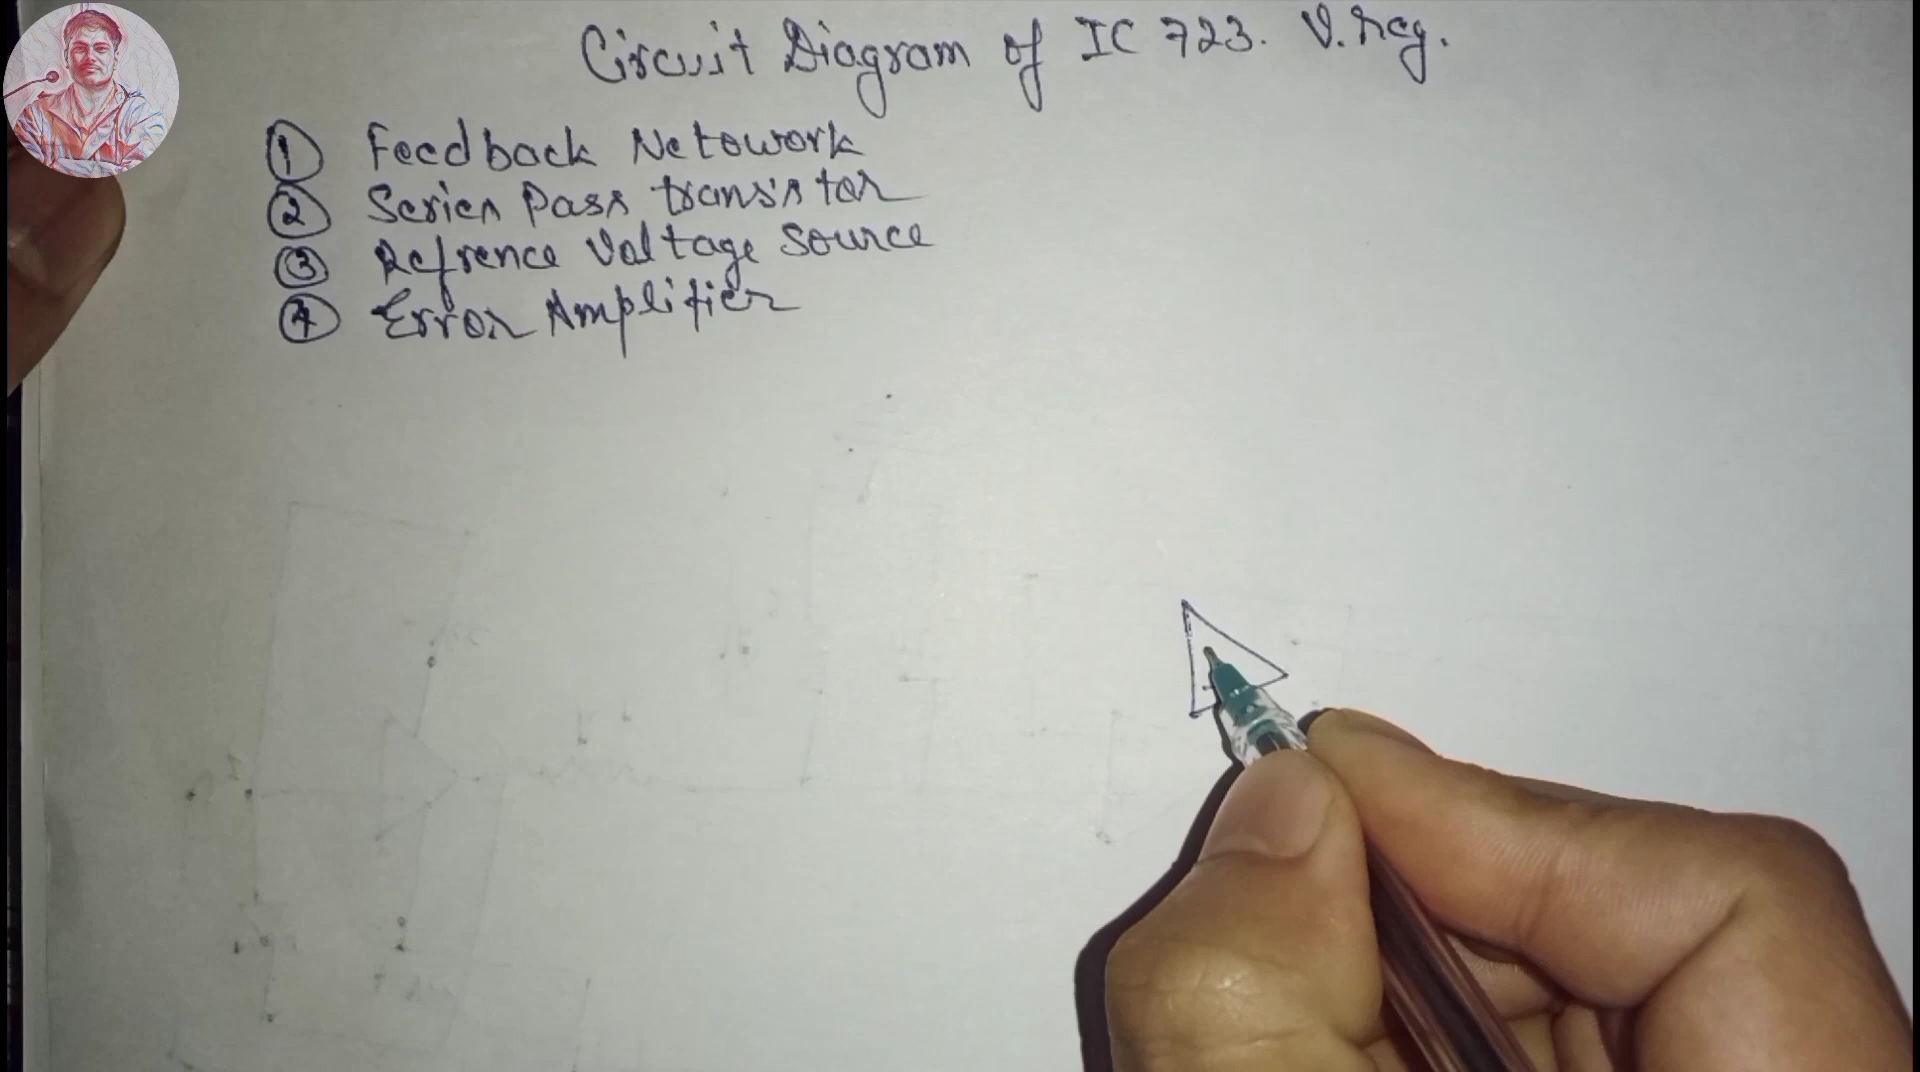 Circuit Diagram of IC 723. V. reg.
① Feedback Netowork
② Series Pass transistor
③ Refrence Voltage Source
④ Error Amplifier